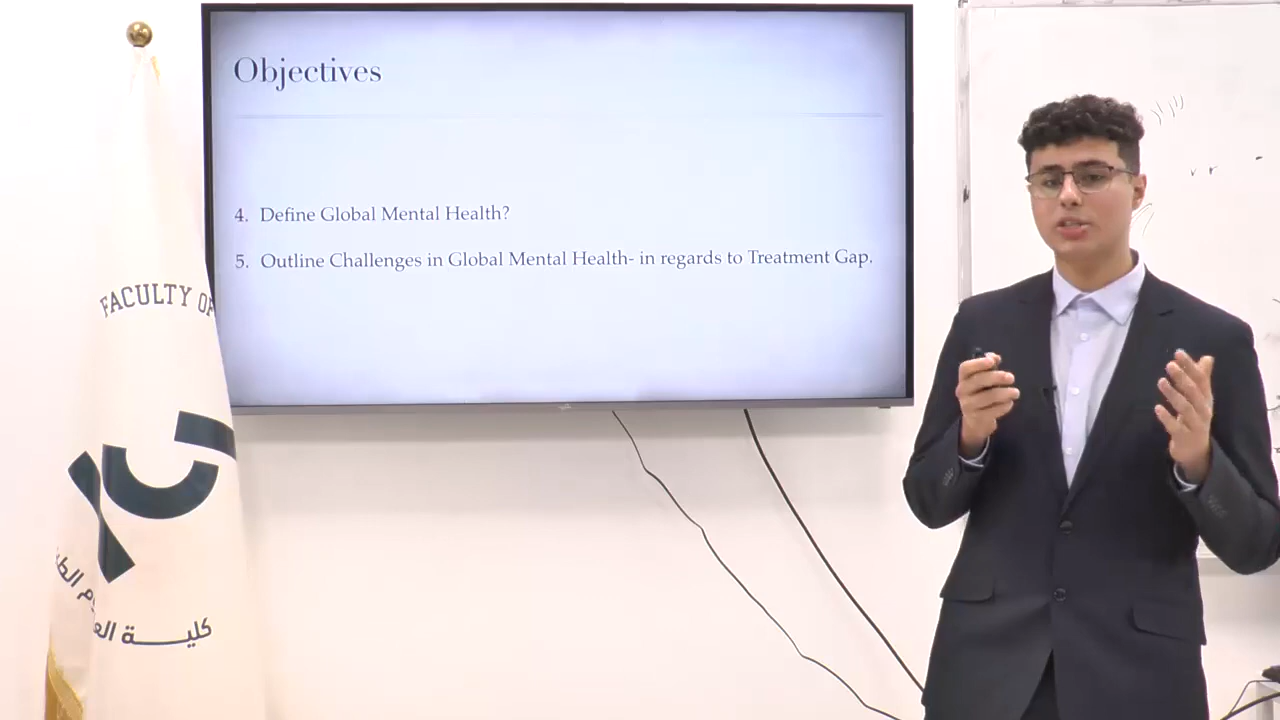 Objectives
4. Define Global Mental Health?
5. Outline Challenges in Global Mental Health- in regards to Treatment Gap.
FACULTY OF
كليـــة